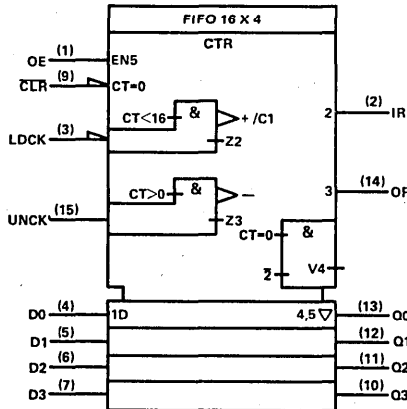 FIFO 16 X 4
CTR
OE (1) EN5
CLR (9) CT=0
CT<16 & + /C1
LDCK (3) Z2
2 (2) IR
CT>0 & −
UNCK (15) Z3
3 (14) OR
CT=0 &
2 V4
D0 (4) 1D 4,5 ▽ (13) Q0
D1 (5) (12) Q1
D2 (6) (11) Q2
D3 (7) (10) Q3